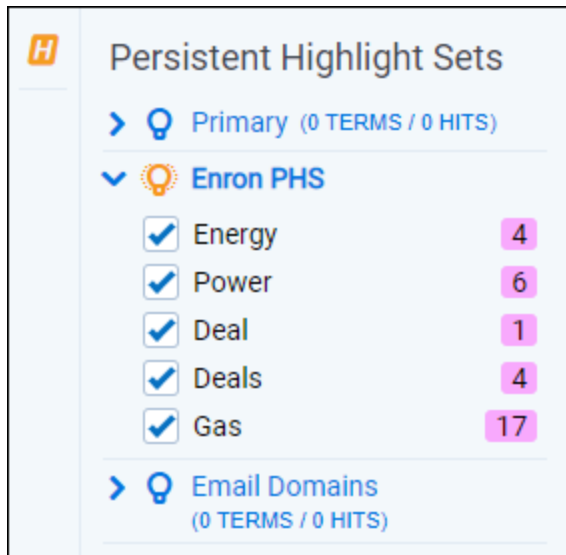 H
Persistent Highlight Sets
Primary (0 TERMS / 0 HITS)
Enron PHS
Energy 4
Power 6
Deal 1
Deals 4
Gas 17
Email Domains
(0 TERMS / 0 HITS)